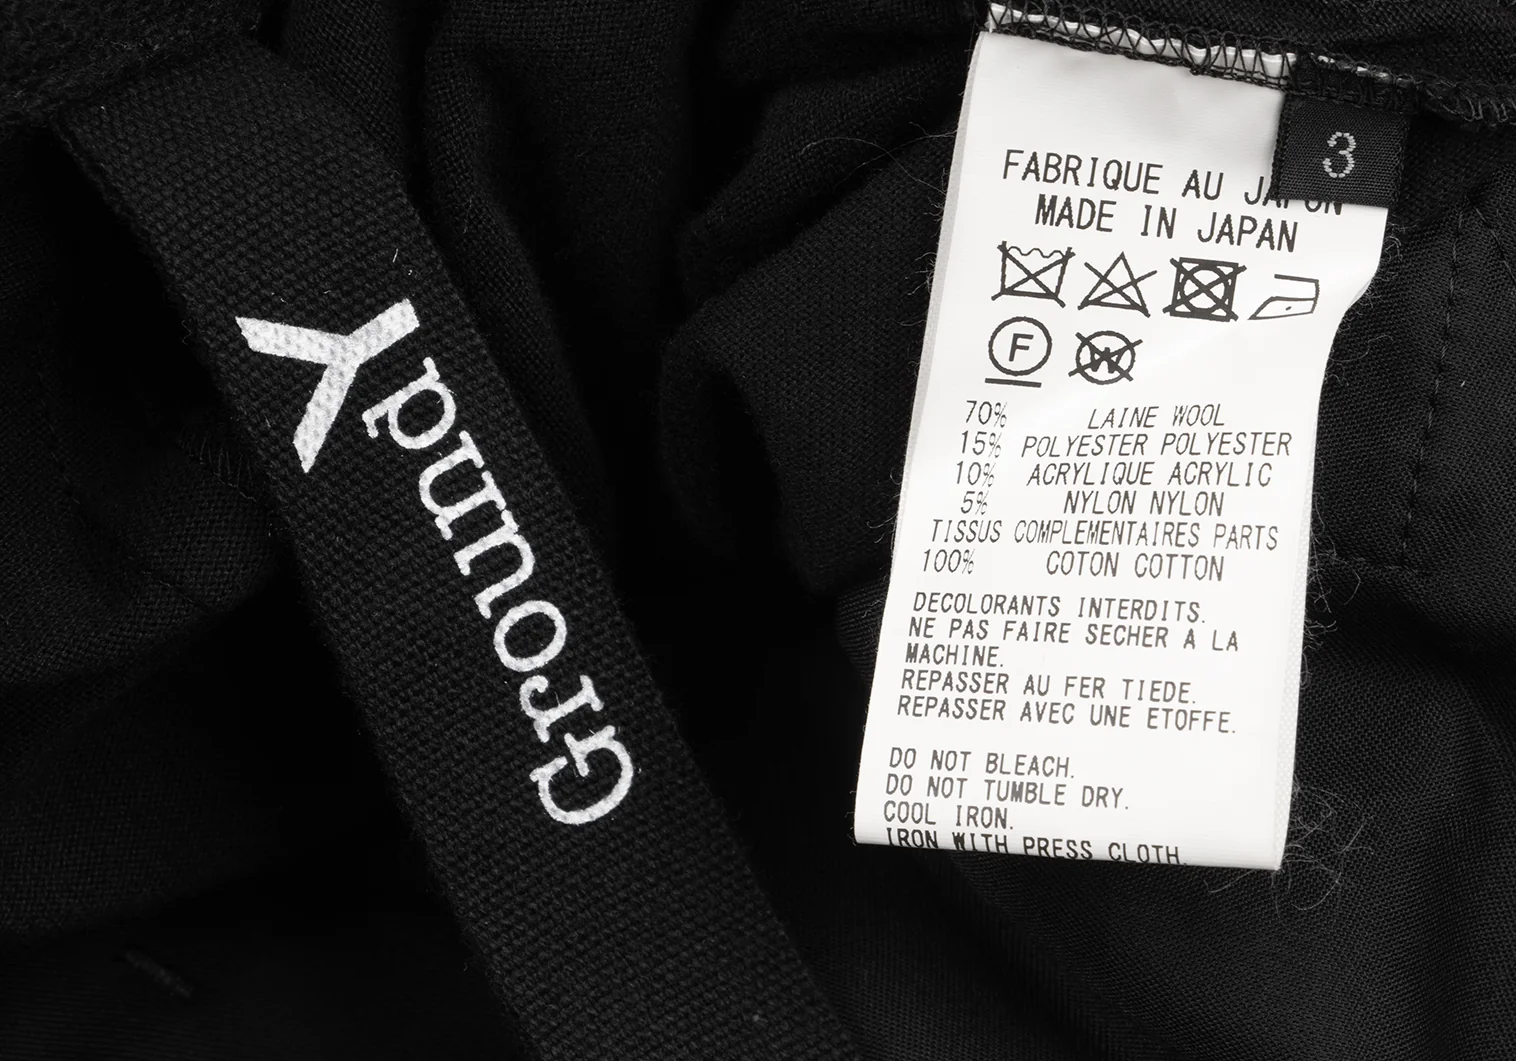 GroundY
3
FABRIQUE AU JAPON
MADE IN JAPAN
F
W
70% LAINE WOOL
15% POLYESTER POLYESTER
10% ACRYLIQUE ACRYLIC
5% NYLON NYLON
TISSUS COMPLEMENTAIRES PARTS
100% COTON COTTON
DECOLORANTS INTERDITS.
NE PAS FAIRE SECHER A LA
MACHINE.
REPASSER AU FER TIEDE.
REPASSER AVEC UNE ETOFFE.
DO NOT BLEACH.
DO NOT TUMBLE DRY.
COOL IRON.
IRON WITH PRESS CLOTH.